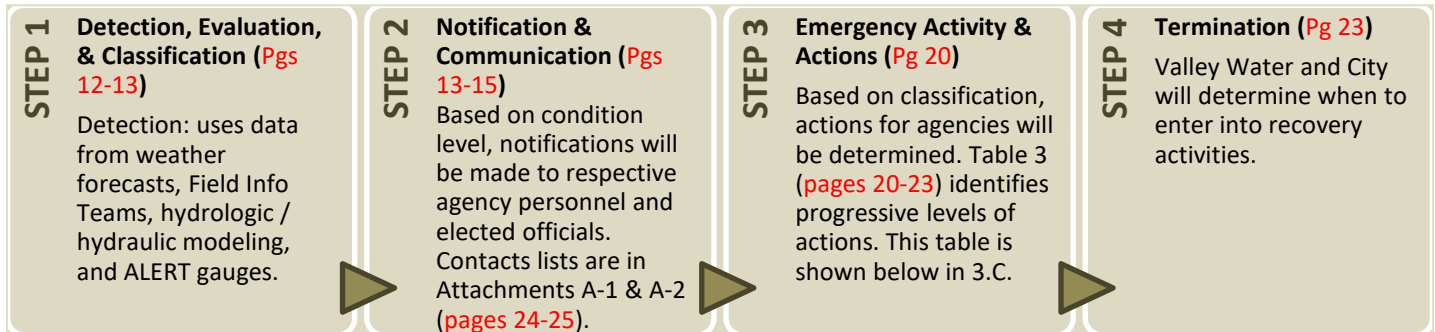 STEP 1
Detection, Evaluation,
& Classification (Pgs
12-13)
Detection: uses data
from weather
forecasts, Field Info
Teams, hydrologic /
hydraulic modeling,
and ALERT gauges.
STEP 2
Notification &
Communication (Pgs
13-15)
Based on condition
level, notifications will
be made to respective
agency personnel and
elected officials.
Contacts lists are in
Attachments A-1 & A-2
(pages 24-25).
STEP 3
Emergency Activity &
Actions (Pg 20)
Based on classification,
actions for agencies will
be determined. Table 3
(pages 20-23) identifies
progressive levels of
actions. This table is
shown below in 3.C.
STEP 4
Termination (Pg 23)
Valley Water and City
will determine when to
enter into recovery
activities.